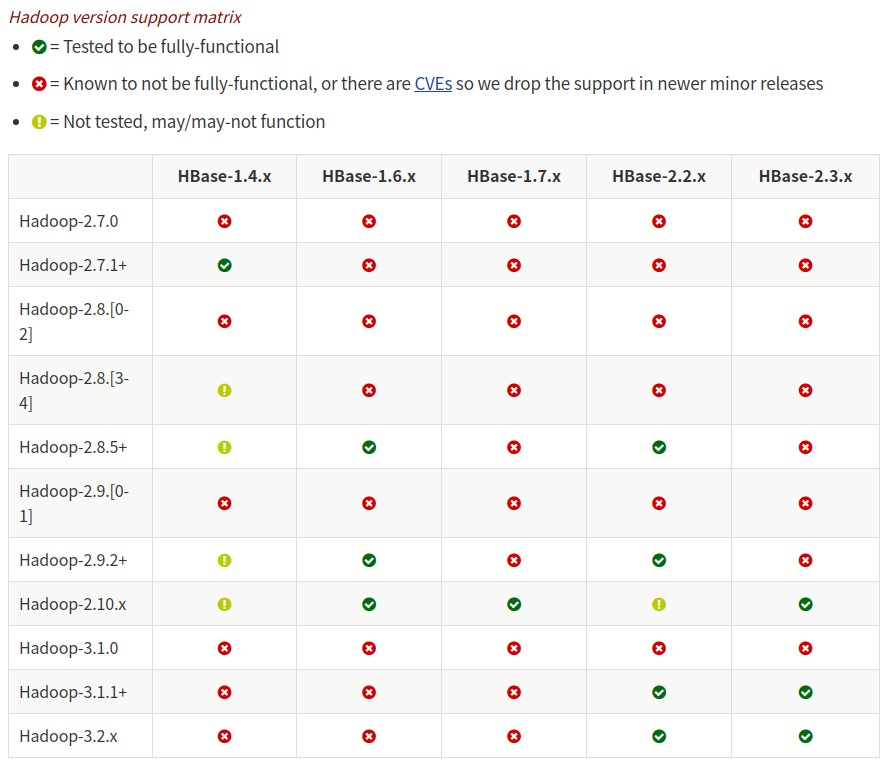 Hadoop version support matrix
= Tested to be fully-functional
= Known to not be fully-functional, or there are CVEs so we drop the support in newer minor releases
= Not tested, may/may-not function
HBase-1.4.x HBase-1.6.x HBase-1.7.x HBase-2.2.x HBase-2.3.x
Hadoop-2.7.0
Hadoop-2.7.1+
Hadoop-2.8.[0-
2]
Hadoop-2.8.[3-
4]
Hadoop-2.8.5+
Hadoop-2.9.[0-
1]
Hadoop-2.9.2+
Hadoop-2.10.x
Hadoop-3.1.0
Hadoop-3.1.1+
Hadoop-3.2.x